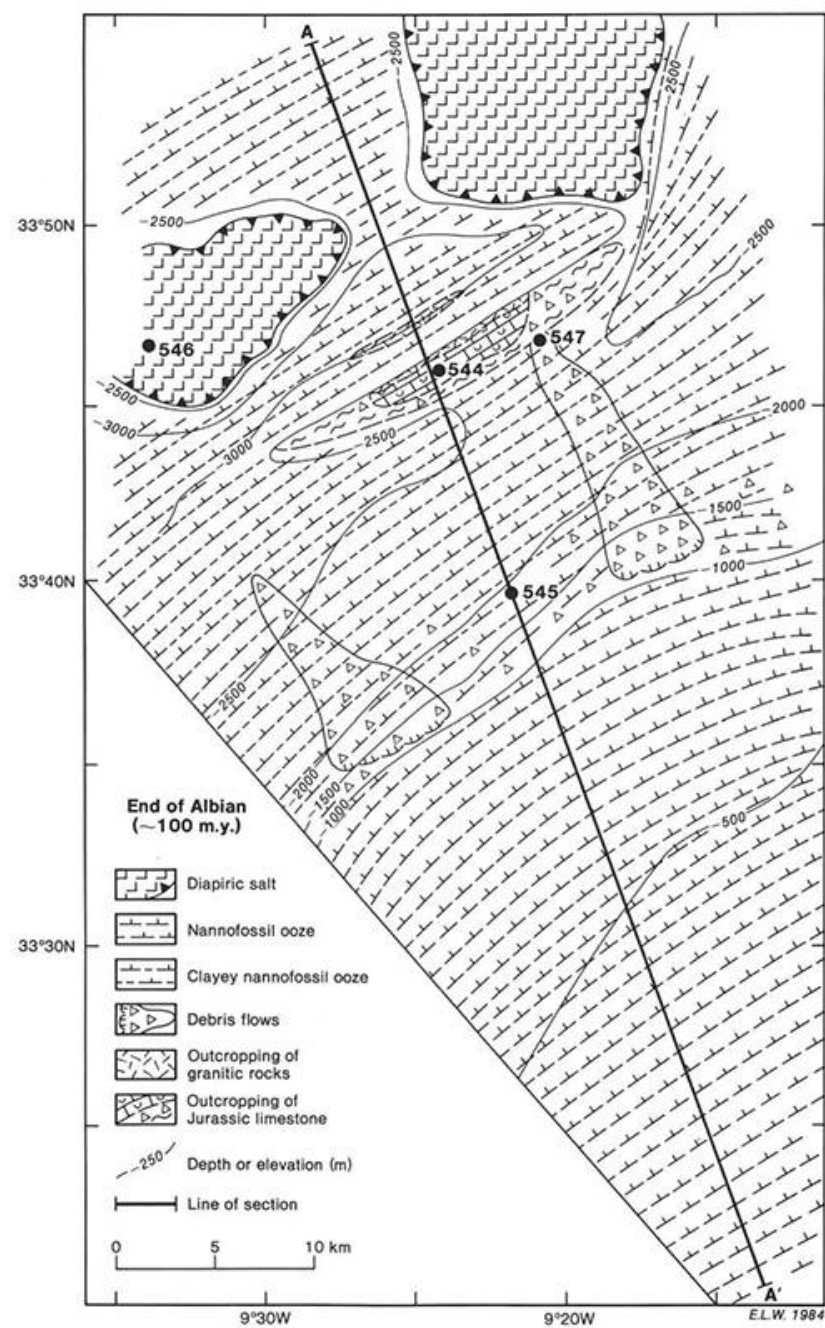 A
-2500
-2500
33°50'N
-2500
2500
546
547
544
-2500
-3000
3000
2500
2000
-1500
1000
33°40'N
545
-2500
-2000
-1500
1000
-500
End of Albian
(~100 m.y.)
Diapiric salt
Nannofossil ooze
Clayey nannofossil ooze
Debris flows
Outcropping of
granitic rocks
Outcropping of
Jurassic limestone
-250
Depth or elevation (m)
Line of section
0 5 10 km
33°30N
A'
9°30W 9°20W
E.L.W. 1984